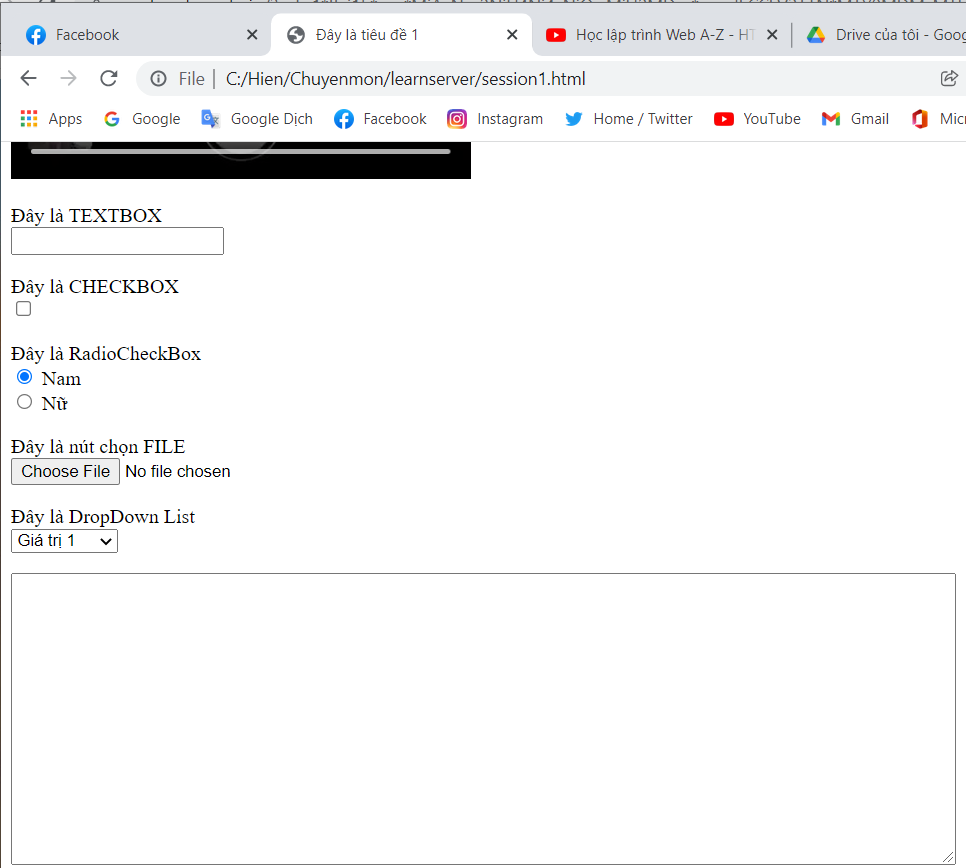 Facebook
Đây là tiêu đề 1
Học lập trình Web A-Z - HT
Drive của tôi - Goog
File
C:/Hien/Chuyenmon/learnserver/session1.html
Apps
Google
Google Dịch
Facebook
Instagram
Home / Twitter
YouTube
Gmail
Micr
Đây là TEXTBOX
Đây là CHECKBOX
Đây là RadioCheckBox
Nam
Nữ
Đây là nút chọn FILE
Choose File No file chosen
Đây là DropDown List
Giá trị 1